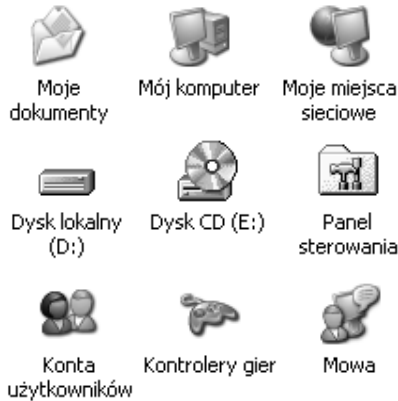 Moje dokumenty
Mój komputer
Moje miejsca sieciowe
Dysk lokalny (D:)
Dysk CD (E:)
Panel sterowania
Konta użytkowników
Kontrolery gier
Mowa